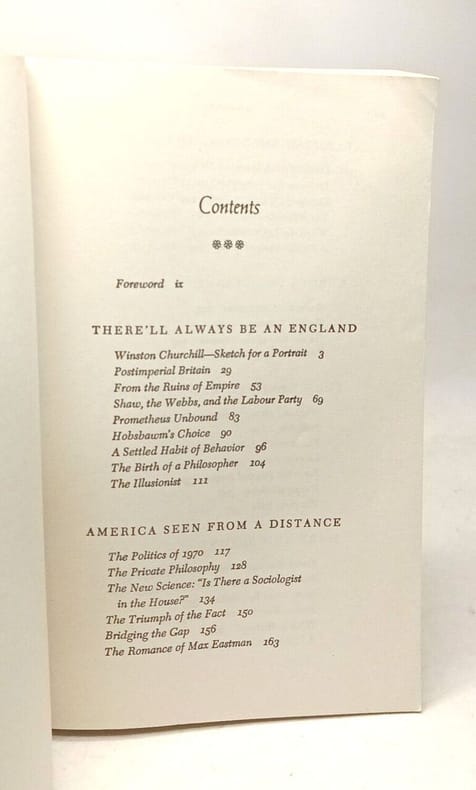 Contents
Foreword ix
THERE'LL ALWAYS BE AN ENGLAND
Winston Churchill—Sketch for a Portrait 3
Postimperial Britain 29
From the Ruins of Empire 53
Shaw, the Webbs, and the Labour Party 69
Prometheus Unbound 83
Hobsbawm's Choice 90
A Settled Habit of Behavior 96
The Birth of a Philosopher 104
The Illusionist 111
AMERICA SEEN FROM A DISTANCE
The Politics of 1970 117
The Private Philosophy 128
The New Science: "Is There a Sociologist
in the House?" 134
The Triumph of the Fact 150
Bridging the Gap 156
The Romance of Max Eastman 163